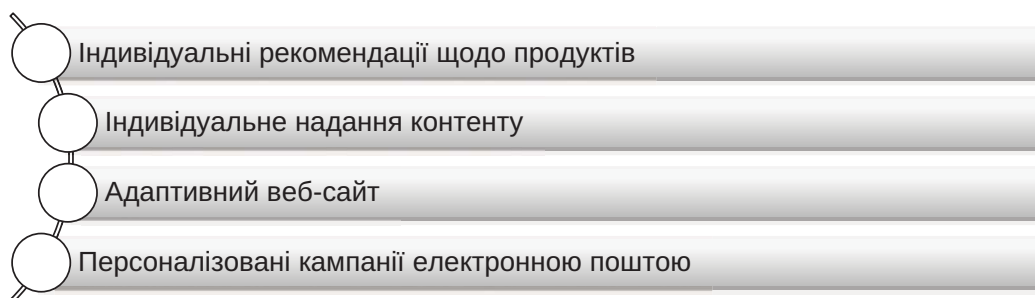 Індивідуальні рекомендації щодо продуктів
Індивідуальне надання контенту
Адаптивний веб-сайт
Персоналізовані кампанії електронною поштою